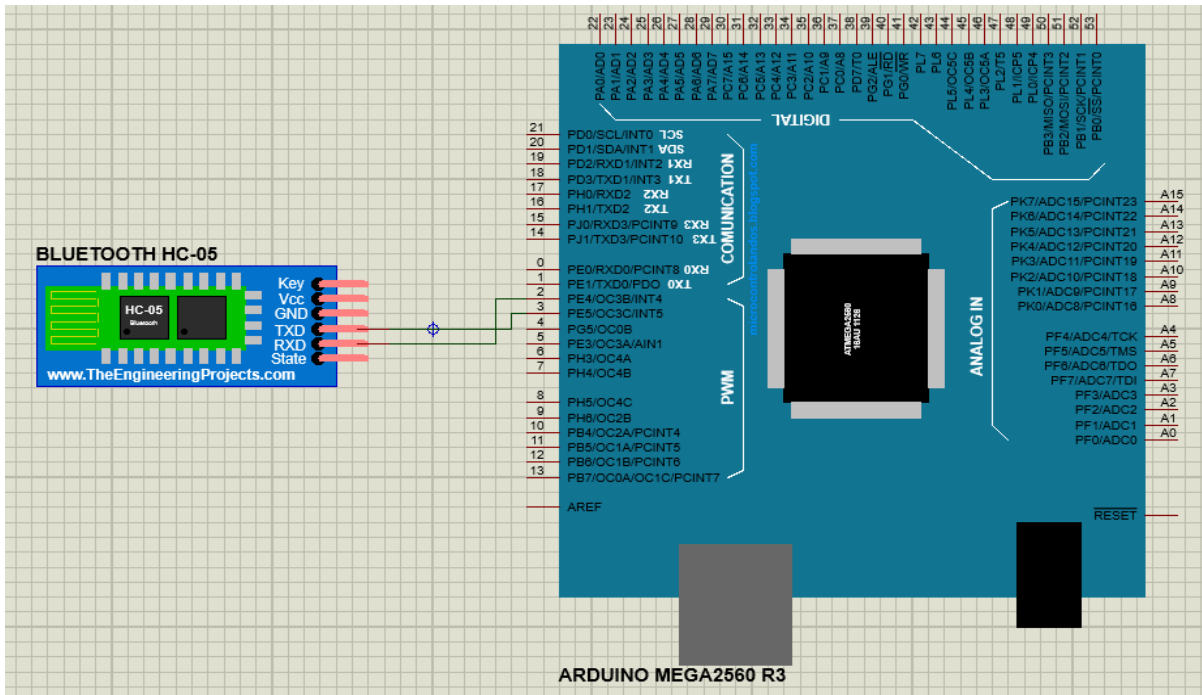 BLUETOOTH HC-05
HC-05
Bluetooth
Key
Vcc
GND
TXD
RXD
State
www.TheEngineeringProjects.com
22
23
24
25
26
27
28
29
30
31
32
33
34
35
36
37
38
39
40
41
42
43
44
45
46
47
48
49
50
51
52
53
PA0/AD0
PA1/AD1
PA2/AD2
PA3/AD3
PA4/AD4
PA5/AD5
PA6/AD6
PA7/AD7
PC7/A15
PC6/A14
PC5/A13
PC4/A12
PC3/A11
PC2/A10
PC1/A9
PC0/A8
PD7/T0
PG2/ALE
PG1/RD
PG0/WR
PL7
PL6
PL5/OC5C
PL4/OC5B
PL3/OC5A
PL2/T5
PL1/ICP5
PL0/ICP4
PB3/MISO/PCINT3
PB2/MOSI/PCINT2
PB1/SCK/PCINT1
PB0/SS/PCINT0
DIGITAL
21 PD0/SCL/INT0 SCL
20 PD1/SDA/INT1 SDA
19 PD2/RXD1/INT2 RX1
18 PD3/TXD1/INT3 TX1
17 PH0/RXD2 RX2
16 PH1/TXD2 TX2
15 PJ0/RXD3/PCINT9 RX3
14 PJ1/TXD3/PCINT10 TX3
0 PE0/RXD0/PCINT8 RX0
1 PE1/TXD0/PDO TX0
COMUNICATION
2 PE4/OC3B/INT4
3 PE5/OC3C/INT5
4 PG5/OC0B
5 PE3/OC3A/AIN1
6 PH3/OC4A
7 PH4/OC4B
8 PH5/OC4C
9 PH6/OC2B
10 PB4/OC2A/PCINT4
11 PB5/OC1A/PCINT5
12 PB6/OC1B/PCINT6
13 PB7/OC0A/OC1C/PCINT7
PWM
AREF
microcontrolandos.blogspot.com
ATMEGA2560
16AU 1126
ANALOG IN
PK7/ADC15/PCINT23 A15
PK6/ADC14/PCINT22 A14
PK5/ADC13/PCINT21 A13
PK4/ADC12/PCINT20 A12
PK3/ADC11/PCINT19 A11
PK2/ADC10/PCINT18 A10
PK1/ADC9/PCINT17 A9
PK0/ADC8/PCINT16 A8
PF4/ADC4/TCK A4
PF5/ADC5/TMS A5
PF6/ADC6/TDO A6
PF7/ADC7/TDI A7
PF3/ADC3 A3
PF2/ADC2 A2
PF1/ADC1 A1
PF0/ADC0 A0
RESET
ARDUINO MEGA2560 R3